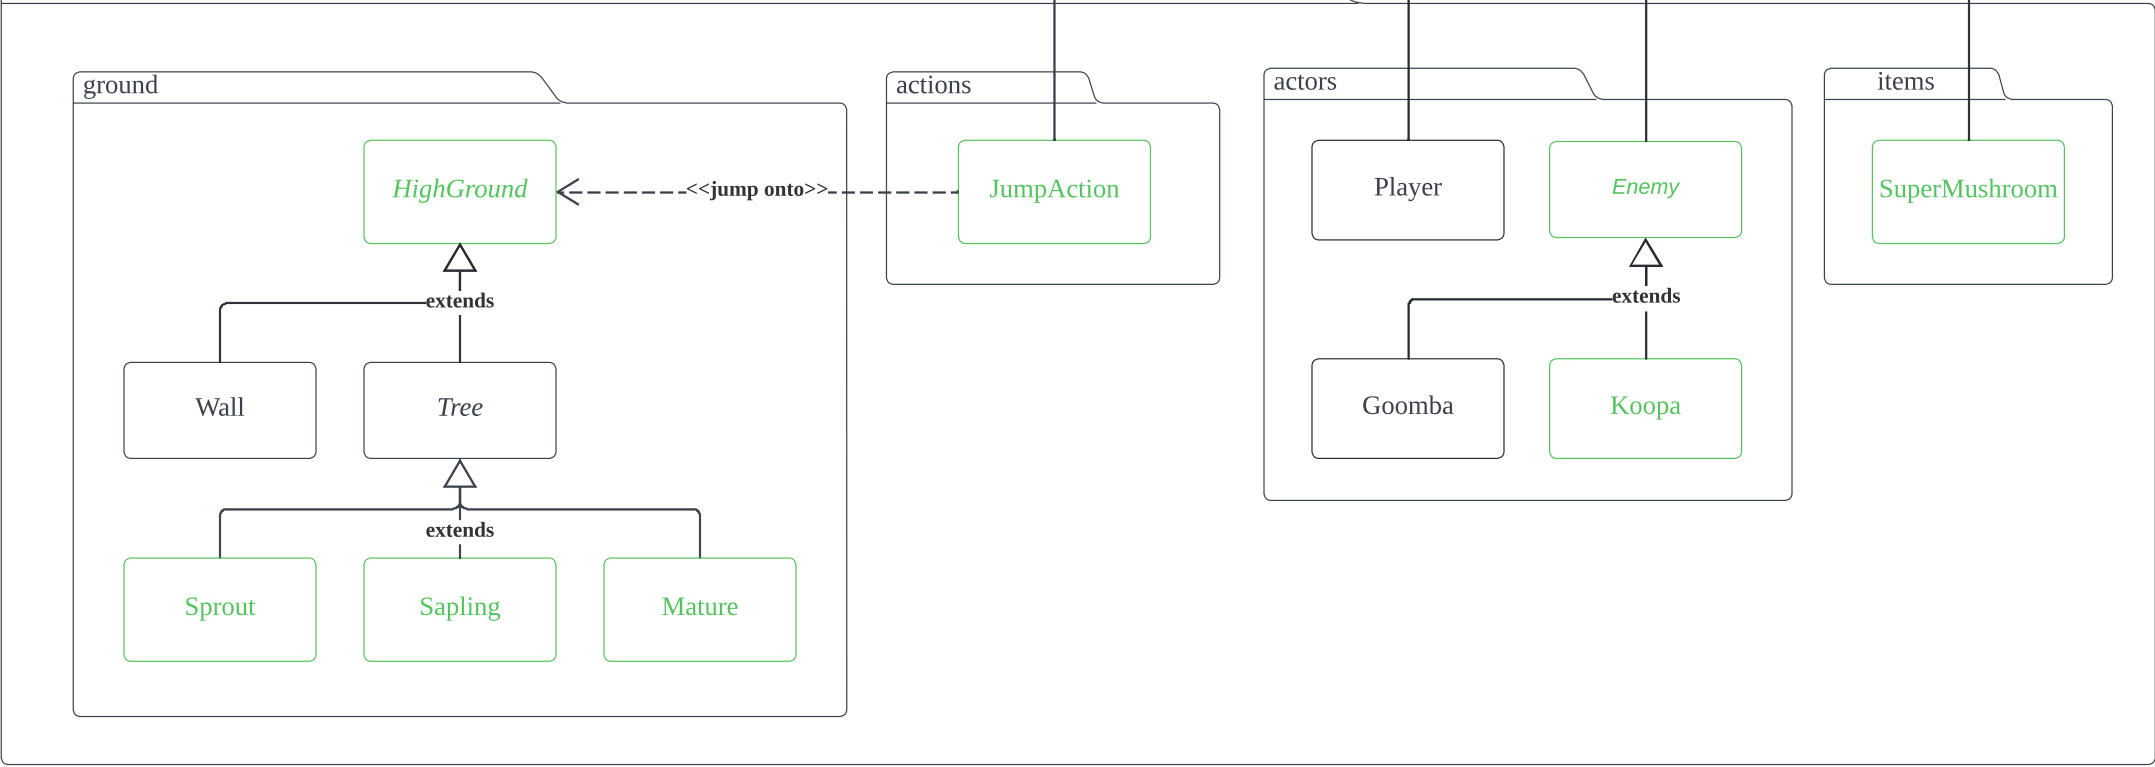 ground
actions
actors
items
HighGround
<<jump onto>>
JumpAction
Player
Enemy
SuperMushroom
extends
extends
Wall
Tree
Goomba
Koopa
extends
Sprout
Sapling
Mature